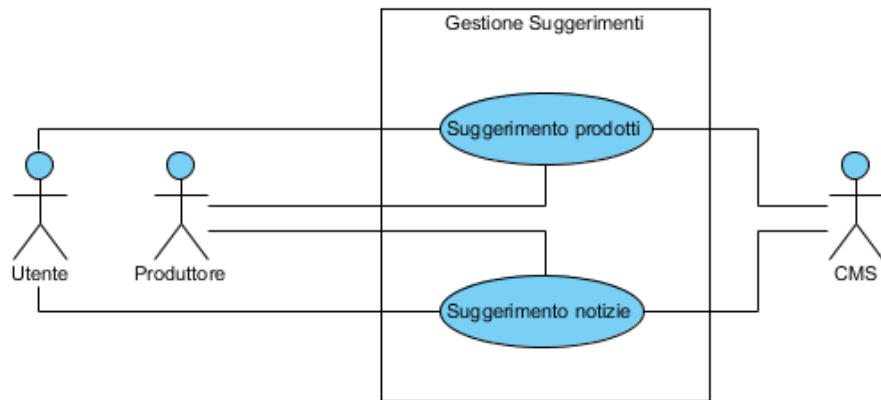 Gestione Suggerimenti
Suggerimento prodotti
Utente
Produttore
CMS
Suggerimento notizie